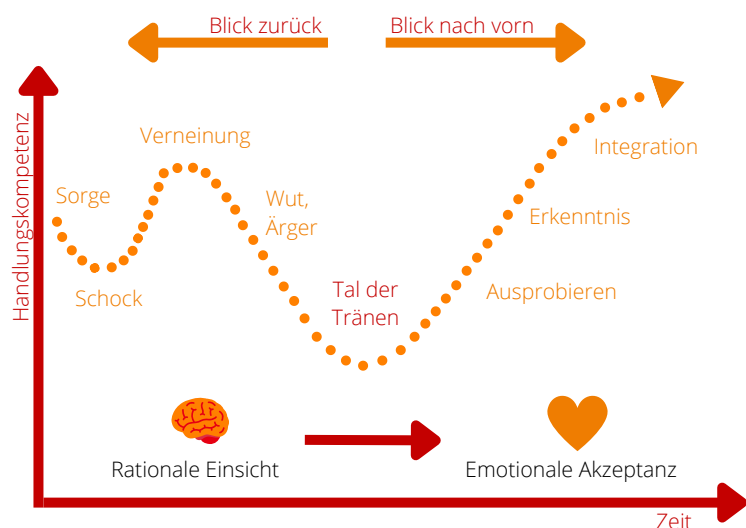 Blick zurück
Blick nach vorn
Handlungskompetenz
Verneinung
Sorge
Schock
Wut,
Ärger
Tal der
Tränen
Integration
Erkenntnis
Ausprobieren
Rationale Einsicht
Emotionale Akzeptanz
Zeit